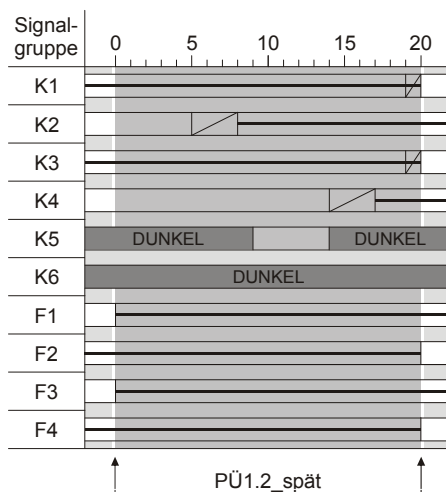 Signal-
gruppe
0 5 10 15 20
K1
K2
K3
K4
K5 DUNKEL DUNKEL
K6 DUNKEL
F1
F2
F3
F4
PÜ1.2_spät